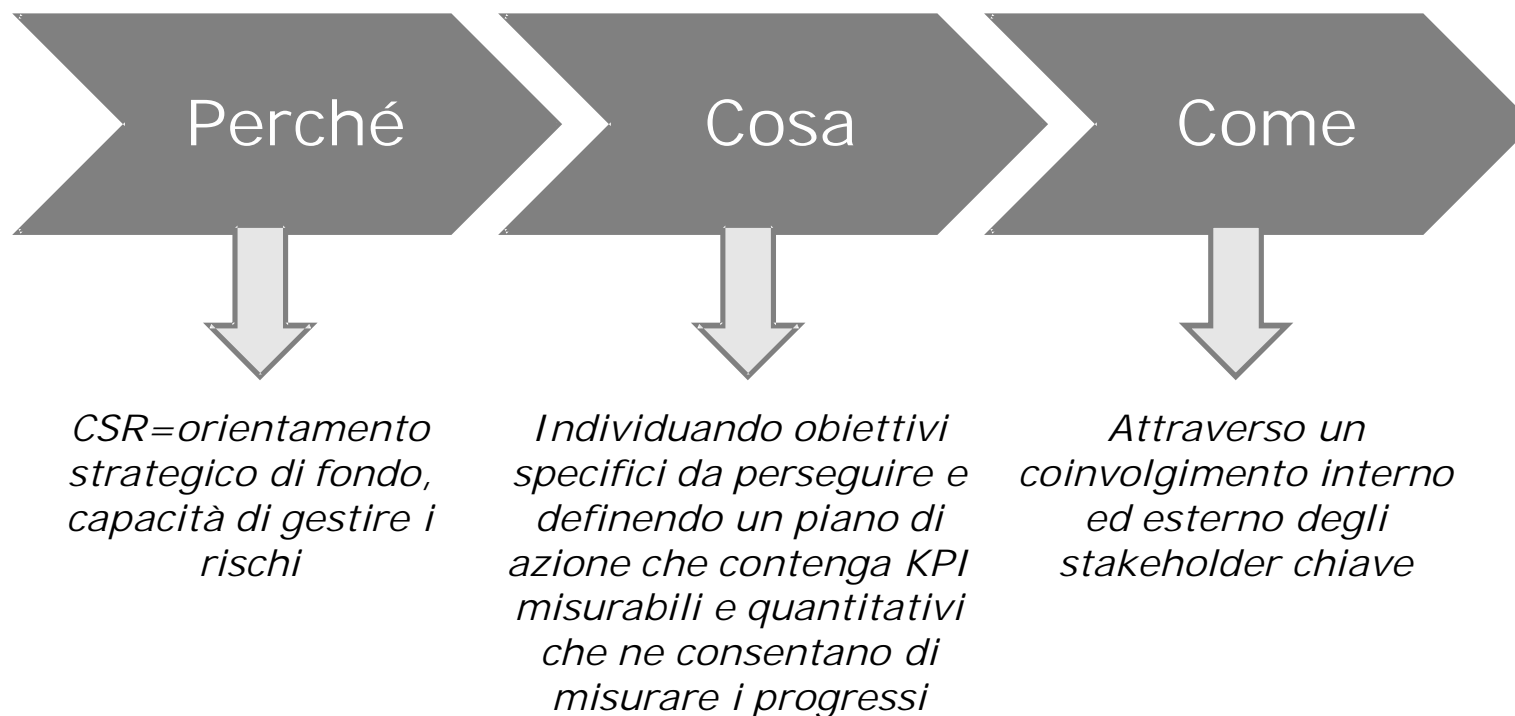 Perché
Cosa
Come
CSR=orientamento
strategico di fondo,
capacità di gestire i
rischi
Individuando obiettivi
specifici da perseguire e
definendo un piano di
azione che contenga KPI
misurabili e quantitativi
che ne consentano di
misurare i progressi
Attraverso un
coinvolgimento interno
ed esterno degli
stakeholder chiave